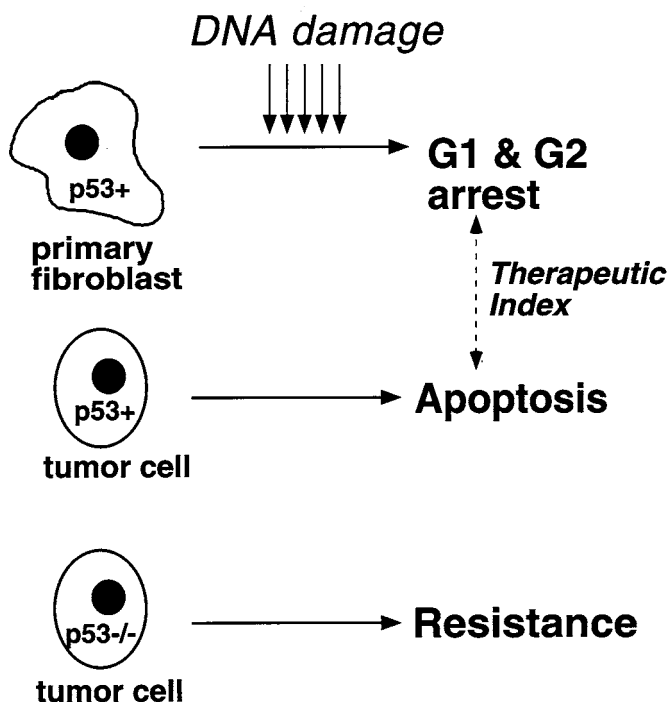 DNA damage
p53+
G1 & G2
arrest
primary
fibroblast
Therapeutic
Index
p53+
Apoptosis
tumor cell
p53-/-
Resistance
tumor cell